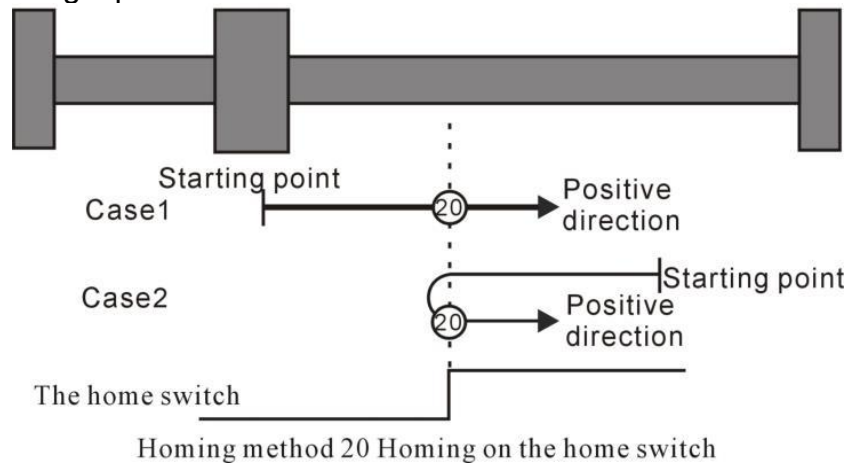 Starting point
Case1
20
Positive
direction
Case2
Starting point
20
Positive
direction
The home switch
Homing method 20 Homing on the home switch